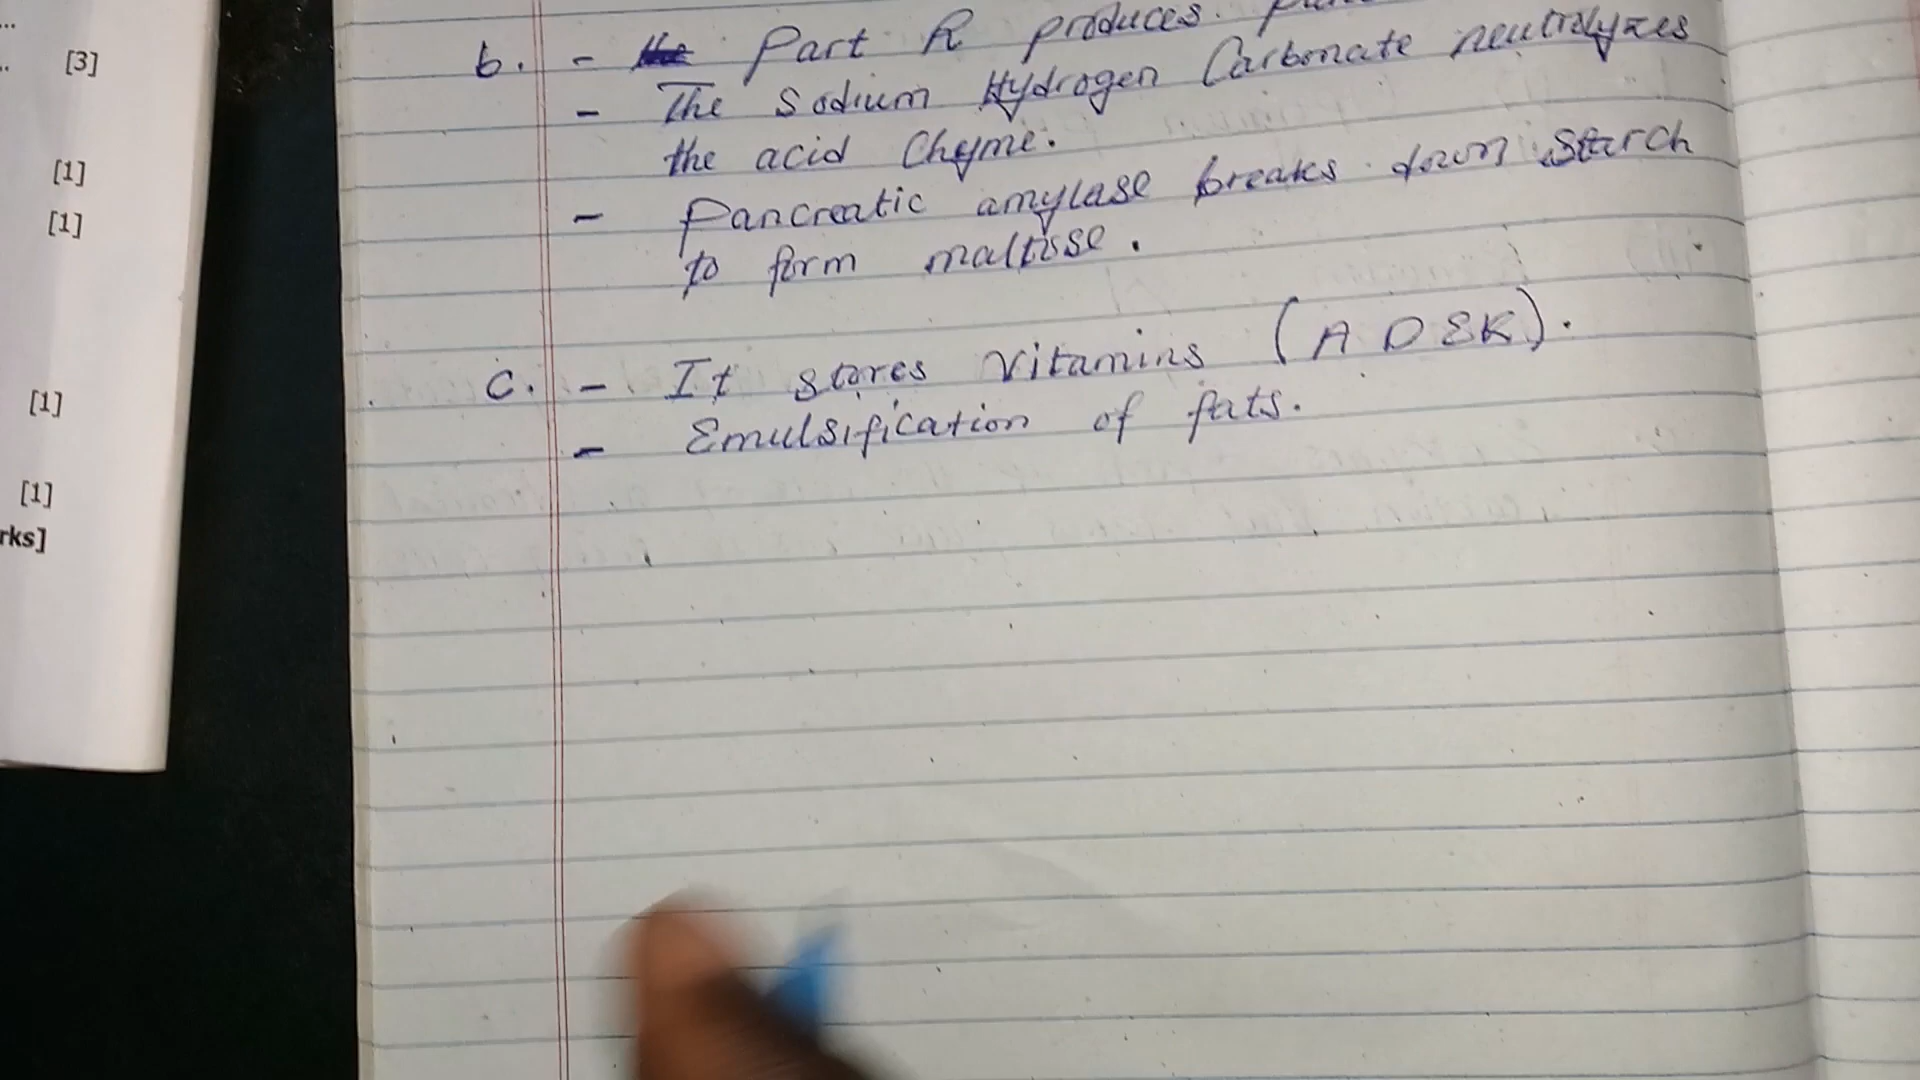 ...
[3]
[1]
[1]
[1]
[1]
rks]
b. - Part R produces.
- The Sodium Hydrogen Carbonate neutralyzes
the acid Chyme.
- Pancreatic amylase breaks down starch
to form maltose.
c. - It stores Vitamins (A D E K).
- Emulsification of fats.